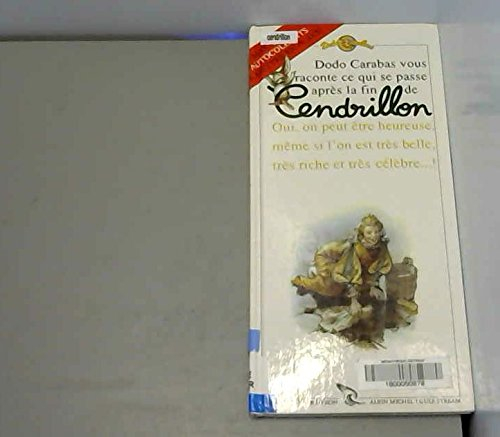 cendrillon
AUTOCOLLANTS
Dodo Carabas vous
raconte ce qui se passe
après la fin de
Cendrillon
Oui, on peut être heureuse,
même si l'on est très belle,
très riche et très célèbre...!
ALBIN MICHEL